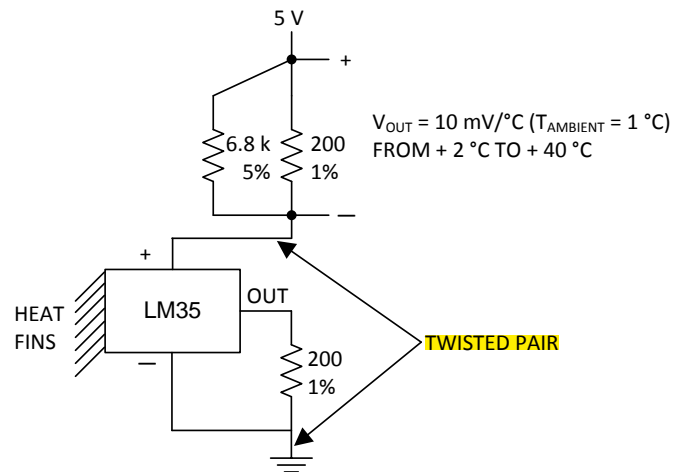 5 V
+
6.8 k
5%
200
1%
V_OUT = 10 mV/°C (T_AMBIENT = 1 °C)
FROM + 2 °C TO + 40 °C
—
+
HEAT
FINS
LM35
OUT
—
200
1%
TWISTED PAIR